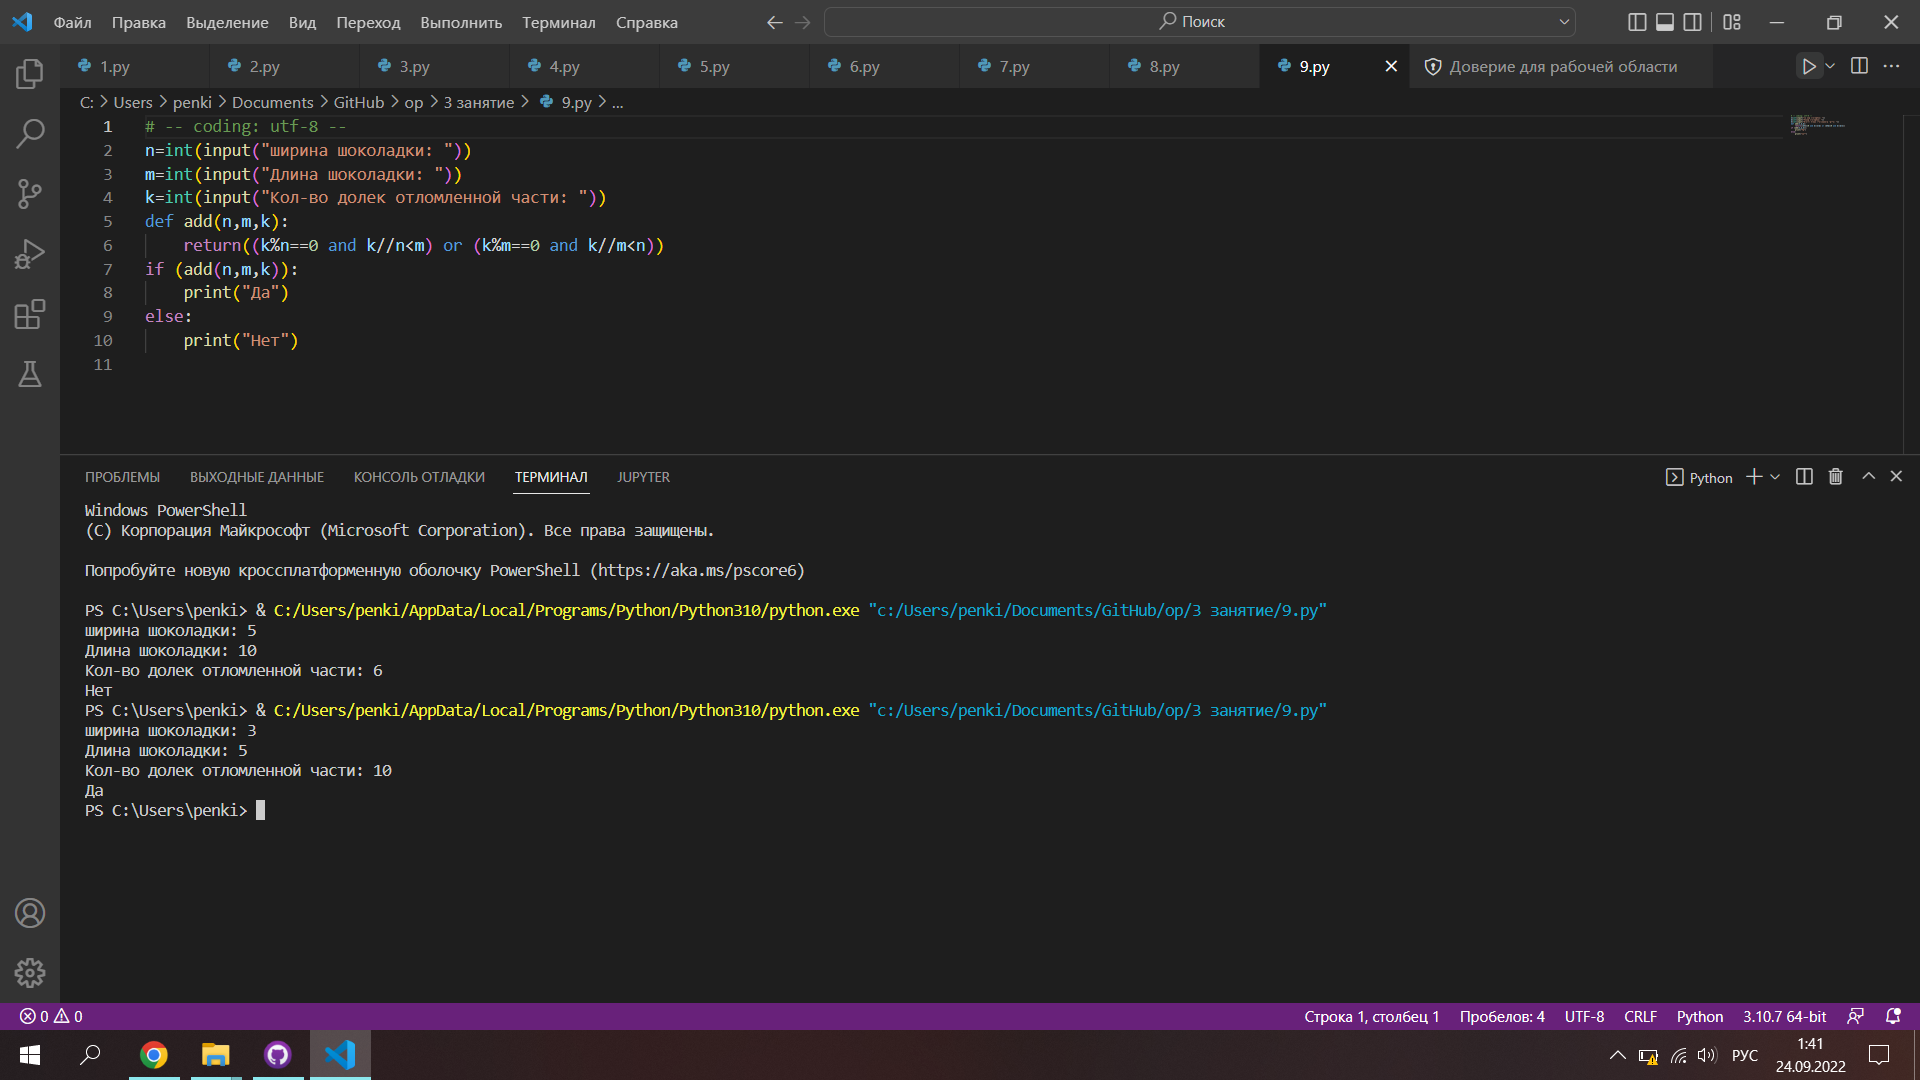 Файл Правка Выделение Вид Переход Выполнить Терминал Справка Поиск
1.py 2.py 3.py 4.py 5.py 6.py 7.py 8.py 9.py Доверие для рабочей области
C: > Users > penki > Documents > GitHub > op > 3 занятие > 9.py > ...
1 # -- coding: utf-8 --
2 n=int(input("ширина шоколадки: "))
3 m=int(input("Длина шоколадки: "))
4 k=int(input("Кол-во долек отломленной части: "))
5 def add(n,m,k):
6 return((k%n==0 and k//n<m) or (k%m==0 and k//m<n))
7 if (add(n,m,k)):
8 print("Да")
9 else:
10 print("Нет")
11
ПРОБЛЕМЫ ВЫХОДНЫЕ ДАННЫЕ КОНСОЛЬ ОТЛАДКИ ТЕРМИНАЛ JUPYTER Python
Windows PowerShell
(C) Корпорация Майкрософт (Microsoft Corporation). Все права защищены.
Попробуйте новую кроссплатформенную оболочку PowerShell (https://aka.ms/pscore6)
PS C:\Users\penki> & C:/Users/penki/AppData/Local/Programs/Python/Python310/python.exe "c:/Users/penki/Documents/GitHub/op/3 занятие/9.py"
ширина шоколадки: 5
Длина шоколадки: 10
Кол-во долек отломленной части: 6
Нет
PS C:\Users\penki> & C:/Users/penki/AppData/Local/Programs/Python/Python310/python.exe "c:/Users/penki/Documents/GitHub/op/3 занятие/9.py"
ширина шоколадки: 3
Длина шоколадки: 5
Кол-во долек отломленной части: 10
Да
PS C:\Users\penki>
0 0 Строка 1, столбец 1 Пробелов: 4 UTF-8 CRLF Python 3.10.7 64-bit
РУС 1:41
24.09.2022